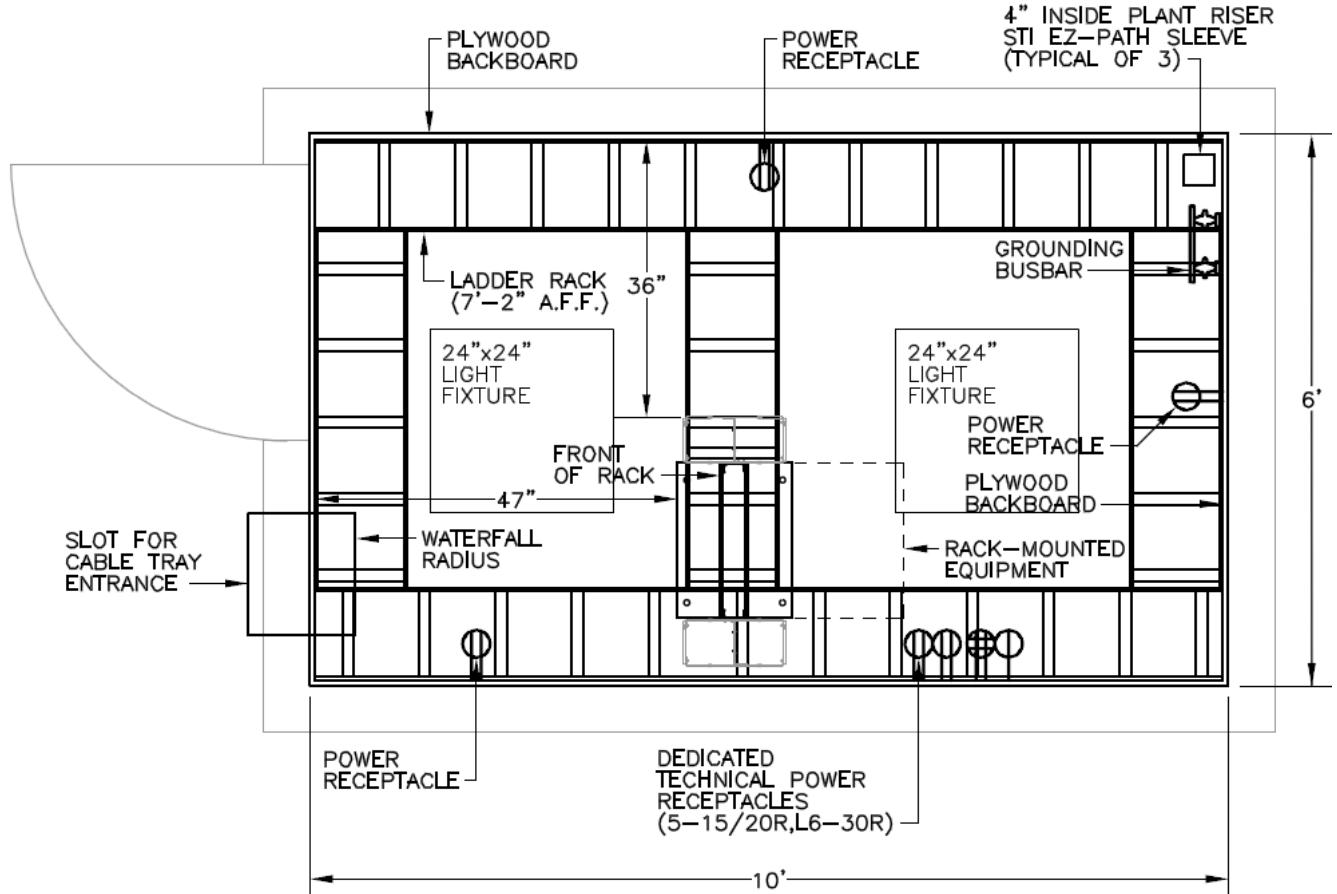 4" INSIDE PLANT RISER
STI EZ-PATH SLEEVE
(TYPICAL OF 3)
PLYWOOD
BACKBOARD
POWER
RECEPTACLE
GROUNDING
BUSBAR
LADDER RACK
(7'-2" A.F.F.)
36"
24"x24"
LIGHT
FIXTURE
24"x24"
LIGHT
FIXTURE
6'
POWER
RECEPTACLE
FRONT
OF RACK
47"
PLYWOOD
BACKBOARD
SLOT FOR
CABLE TRAY
ENTRANCE
WATERFALL
RADIUS
RACK-MOUNTED
EQUIPMENT
POWER
RECEPTACLE
DEDICATED
TECHNICAL POWER
RECEPTACLES
(5-15/20R,L6-30R)
10'